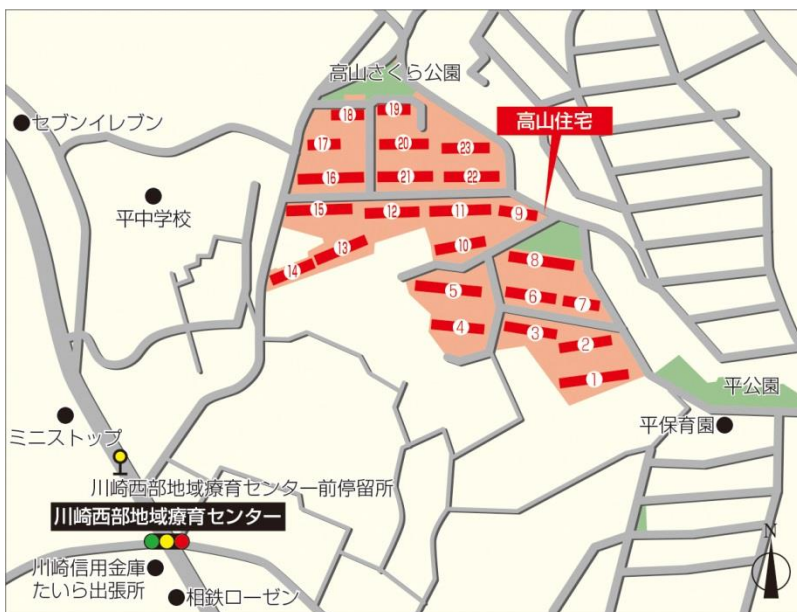 高山さくら公園
⑱
⑲
高山住宅
セブンイレブン
⑰
⑳
㉓
⑯
㉑
㉒
平中学校
⑮
⑫
⑪
⑨
⑬
⑩
⑭
⑧
⑤
⑥
⑦
④
③
②
①
平公園
ミニストップ
平保育園
川崎西部地域療育センター前停留所
川崎西部地域療育センター
N
川崎信用金庫
たいら出張所
相鉄ローゼン